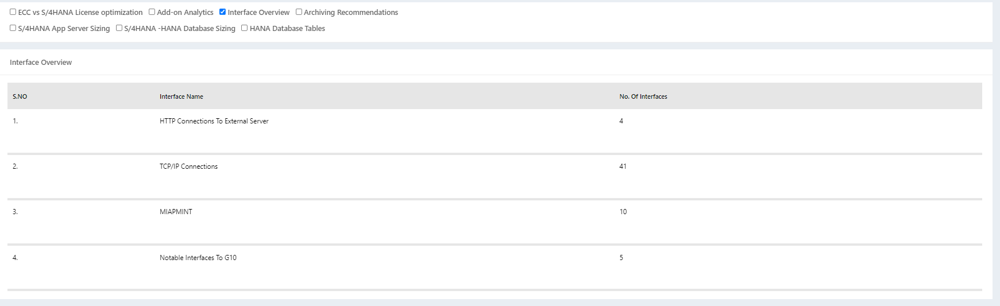 ECC vs S/4HANA License optimization Add-on Analytics Interface Overview Archiving Recommendations
S/4HANA App Server Sizing S/4HANA -HANA Database Sizing HANA Database Tables
Interface Overview
S.NO Interface Name No. Of Interfaces
1. HTTP Connections To External Server 4
2. TCP/IP Connections 41
3. MIAPMINT 10
4. Notable Interfaces To G10 5